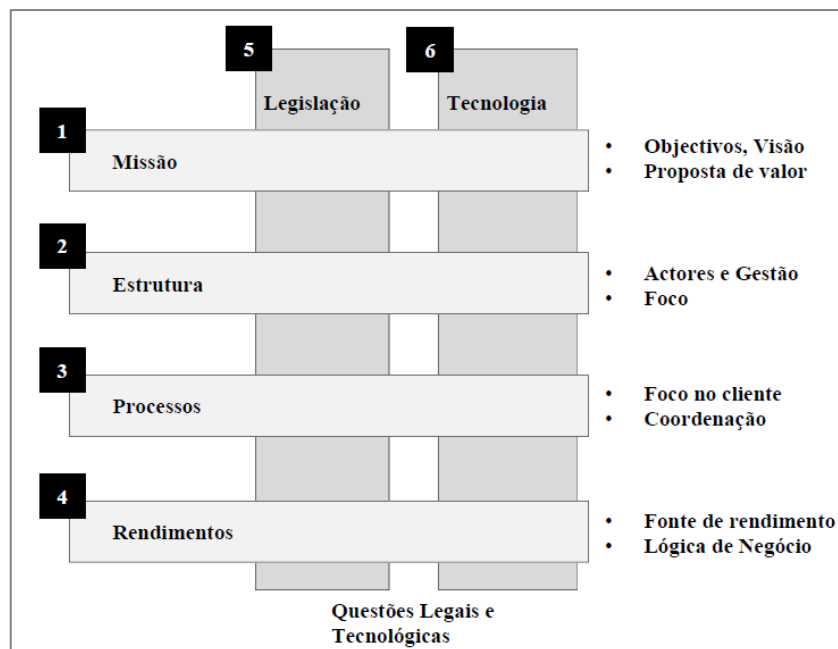 5
6
Legislação
Tecnologia
1
Missão
• Objectivos, Visão
• Proposta de valor
2
Estrutura
• Actores e Gestão
• Foco
3
Processos
• Foco no cliente
• Coordenação
4
Rendimentos
• Fonte de rendimento
• Lógica de Negócio
Questões Legais e
Tecnológicas